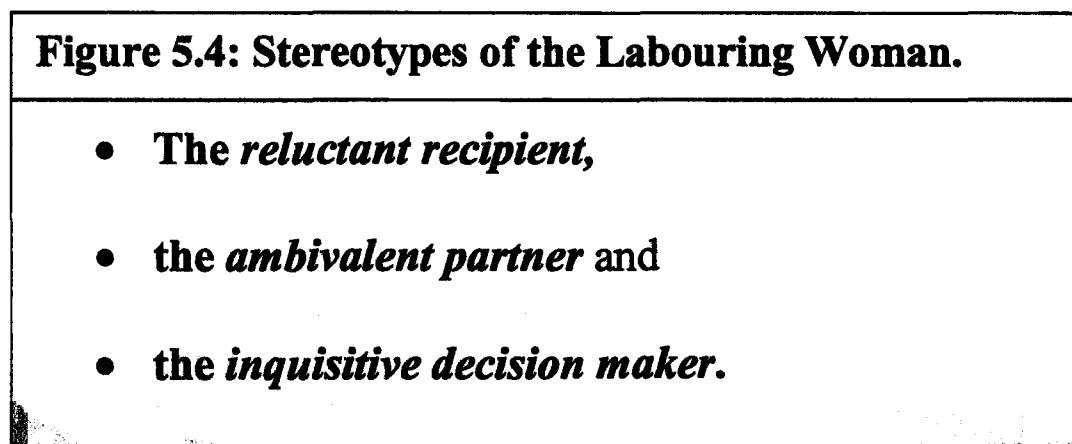 Figure 5.4: Stereotypes of the Labouring Woman.
• The reluctant recipient,
• the ambivalent partner and
• the inquisitive decision maker.